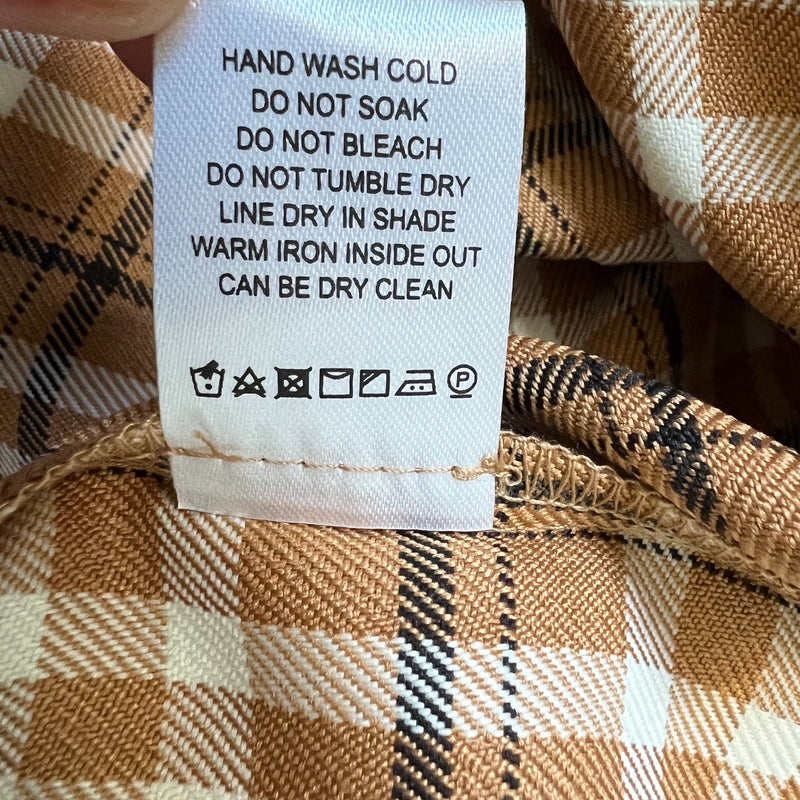 HAND WASH COLD
DO NOT SOAK
DO NOT BLEACH
DO NOT TUMBLE DRY
LINE DRY IN SHADE
WARM IRON INSIDE OUT
CAN BE DRY CLEAN
P